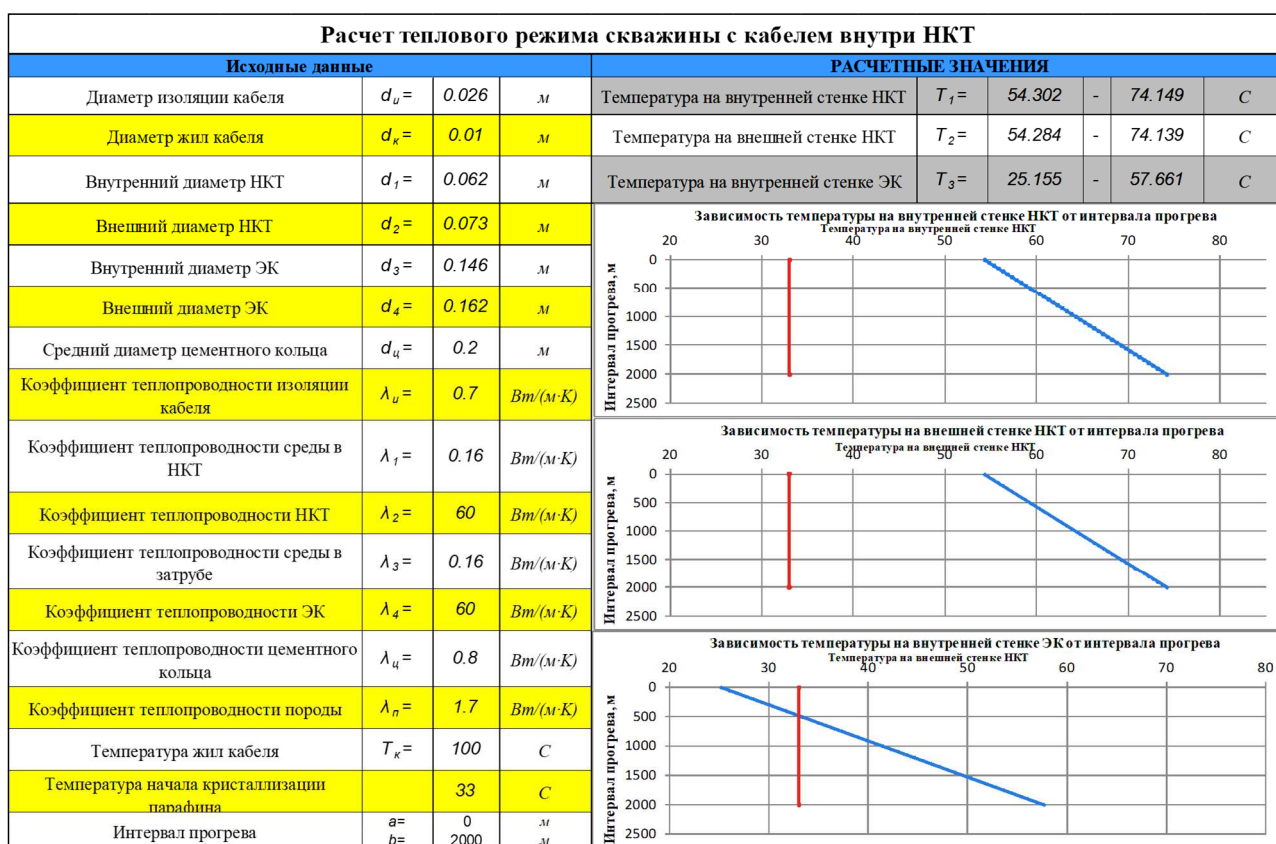 Расчет теплового режима скважины с кабелем внутри НКТ
Исходные данные
РАСЧЕТНЫЕ ЗНАЧЕНИЯ
Диаметр изоляции кабеля dи= 0.026 м
Температура на внутренней стенке НКТ T1= 54.302 - 74.149 C
Диаметр жил кабеля dк= 0.01 м
Температура на внешней стенке НКТ T2= 54.284 - 74.139 C
Внутренний диаметр НКТ d1= 0.062 м
Температура на внутренней стенке ЭК T3= 25.155 - 57.661 C
Внешний диаметр НКТ d2= 0.073 м
Внутренний диаметр ЭК d3= 0.146 м
Внешний диаметр ЭК d4= 0.162 м
Средний диаметр цементного кольца dц= 0.2 м
Коэффициент теплопроводности изоляции
кабеля λи= 0.7 Вт/(м·K)
Коэффициент теплопроводности среды в
НКТ λ1= 0.16 Вт/(м·K)
Коэффициент теплопроводности НКТ λ2= 60 Вт/(м·K)
Коэффициент теплопроводности среды в
затрубе λ3= 0.16 Вт/(м·K)
Коэффициент теплопроводности ЭК λ4= 60 Вт/(м·K)
Коэффициент теплопроводности цементного
кольца λц= 0.8 Вт/(м·K)
Коэффициент теплопроводности породы λп= 1.7 Вт/(м·K)
Температура жил кабеля Tк= 100 C
Температура начала кристаллизации
парафина 33 C
Интервал прогрева a= 0 м
b= 2000 м
Зависимость температуры на внутренней стенке НКТ от интервала прогрева
Температура на внутренней стенке НКТ
20 30 40 50 60 70 80
Интервал прогрева, м
0
500
1000
1500
2000
2500
Зависимость температуры на внешней стенке НКТ от интервала прогрева
Температура на внешней стенке НКТ
20 30 40 50 60 70 80
Интервал прогрева, м
0
500
1000
1500
2000
2500
Зависимость температуры на внутренней стенке ЭК от интервала прогрева
Температура на внешней стенке НКТ
20 30 40 50 60 70 80
Интервал прогрева, м
0
500
1000
1500
2000
2500